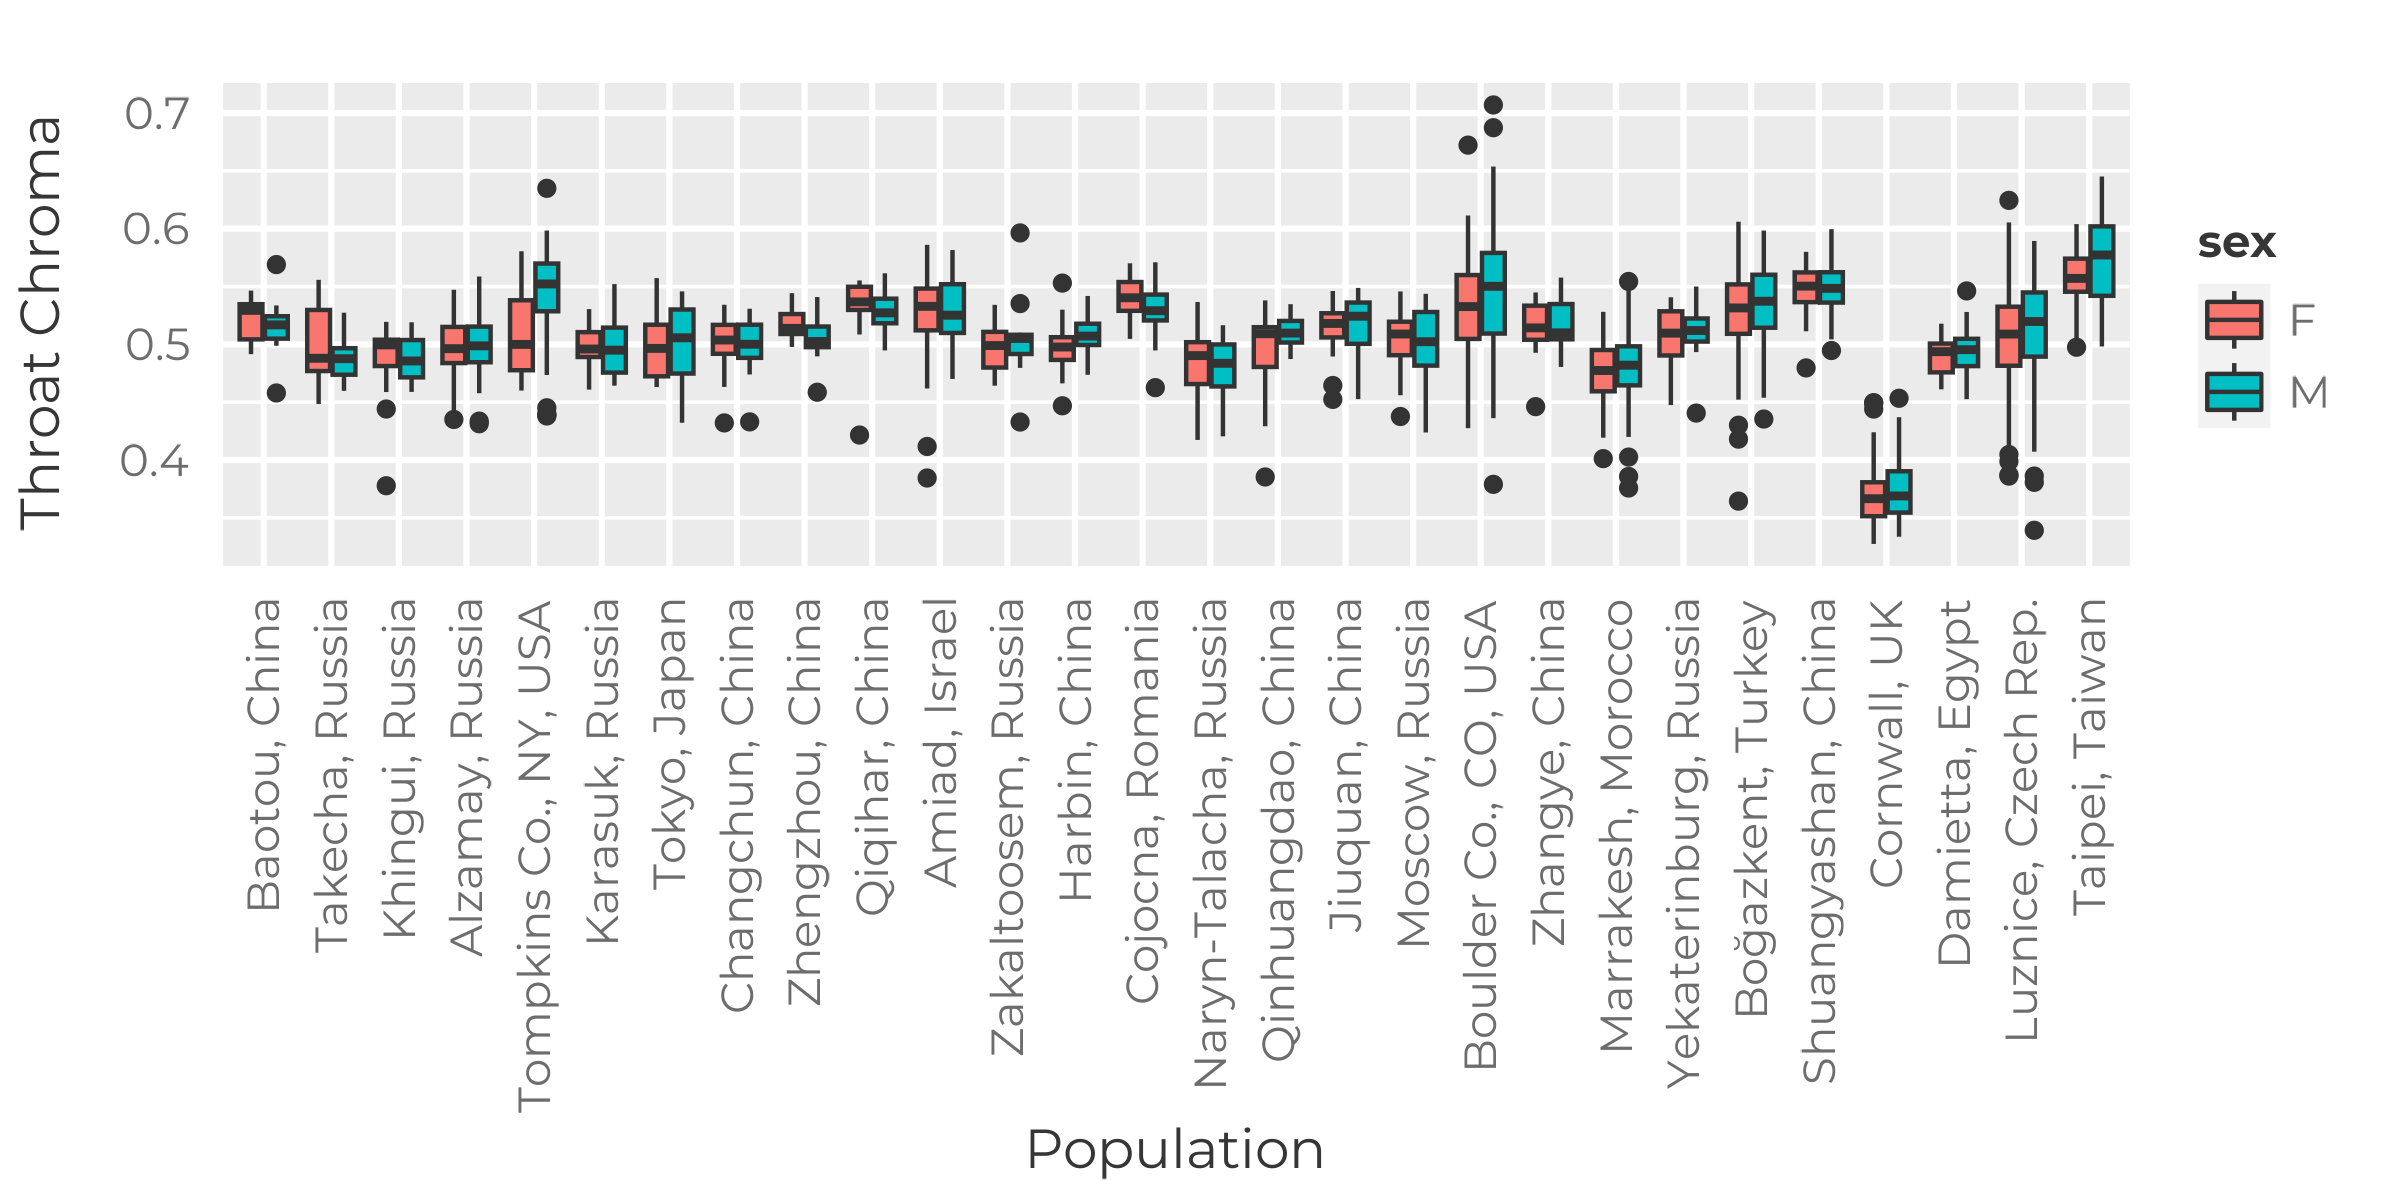 Throat Chroma
0.7
0.6
0.5
0.4
Baotou, China
Takecha, Russia
Khingui, Russia
Alzamay, Russia
Tompkins Co., NY, USA
Karasuk, Russia
Tokyo, Japan
Changchun, China
Zhengzhou, China
Qiqihar, China
Amiad, Israel
Zakaltoosem, Russia
Harbin, China
Cojocna, Romania
Naryn-Talacha, Russia
Qinhuangdao, China
Jiuquan, China
Moscow, Russia
Boulder Co., CO, USA
Zhangye, China
Marrakesh, Morocco
Yekaterinburg, Russia
Boğazkent, Turkey
Shuangyashan, China
Cornwall, UK
Damietta, Egypt
Luznice, Czech Rep.
Taipei, Taiwan
Population
sex
F
M